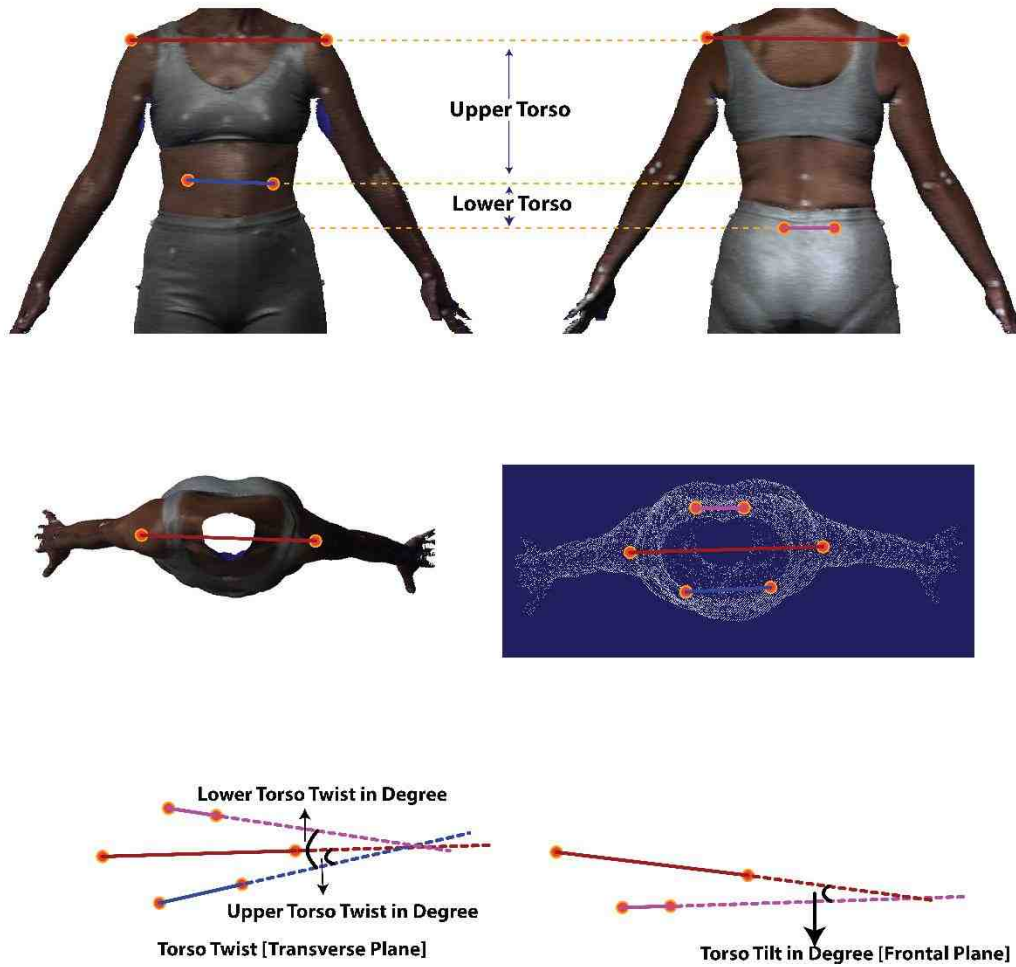 Upper Torso
Lower Torso
Lower Torso Twist in Degree
Upper Torso Twist in Degree
Torso Twist [Transverse Plane]
Torso Tilt in Degree [Frontal Plane]